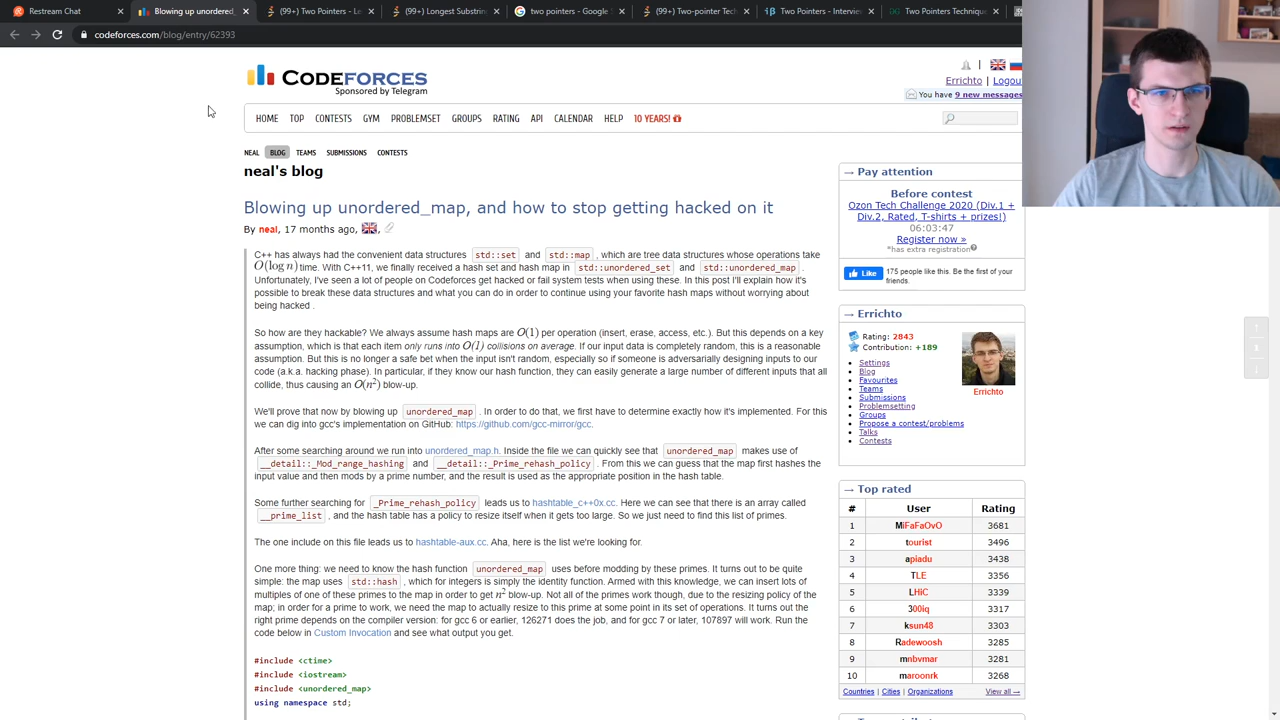 Restream Chat
Blowing up unordered_
(99+) Two Pointers - Le
(99+) Longest Substrin
two pointers - Google S
(99+) Two-pointer Tech
Two Pointers - Interviev
Two Pointers Technique
codeforces.com/blog/entry/62393
CODEFORCES
Sponsored by Telegram
Errichto | Logou
You have 9 new messages
HOME TOP CONTESTS GYM PROBLEMSET GROUPS RATING API CALENDAR HELP 10 YEARS!
NEAL BLOG TEAMS SUBMISSIONS CONTESTS
neal's blog
Blowing up unordered_map, and how to stop getting hacked on it
By neal, 17 months ago,
C++ has always had the convenient data structures std::set and std::map, which are tree data structures whose operations take
O(log n) time. With C++11, we finally received a hash set and hash map in std::unordered_set and std::unordered_map.
Unfortunately, I've seen a lot of people on Codeforces get hacked or fail system tests when using these. In this post I'll explain how it's
possible to break these data structures and what you can do in order to continue using your favorite hash maps without worrying about
being hacked .
So how are they hackable? We always assume hash maps are O(1) per operation (insert, erase, access, etc.). But this depends on a key
assumption, which is that each item only runs into O(1) collisions on average. If our input data is completely random, this is a reasonable
assumption. But this is no longer a safe bet when the input isn't random, especially so if someone is adversarially designing inputs to our
code (a.k.a. hacking phase). In particular, if they know our hash function, they can easily generate a large number of different inputs that all
collide, thus causing an O(n²) blow-up.
We'll prove that now by blowing up unordered_map. In order to do that, we first have to determine exactly how it's implemented. For this
we can dig into gcc's implementation on GitHub: https://github.com/gcc-mirror/gcc.
After some searching around we run into unordered_map.h. Inside the file we can quickly see that unordered_map makes use of
__detail::_Mod_range_hashing and __detail::_Prime_rehash_policy. From this we can guess that the map first hashes the
input value and then mods by a prime number, and the result is used as the appropriate position in the hash table.
Some further searching for _Prime_rehash_policy leads us to hashtable_c++0x.cc. Here we can see that there is an array called
__prime_list, and the hash table has a policy to resize itself when it gets too large. So we just need to find this list of primes.
The one include on this file leads us to hashtable-aux.cc. Aha, here is the list we're looking for.
One more thing: we need to know the hash function unordered_map uses before modding by these primes. It turns out to be quite
simple: the map uses std::hash, which for integers is simply the identity function. Armed with this knowledge, we can insert lots of
multiples of one of these primes to the map in order to get n² blow-up. Not all of the primes work though, due to the resizing policy of the
map; in order for a prime to work, we need the map to actually resize to this prime at some point in its set of operations. It turns out the
right prime depends on the compiler version: for gcc 6 or earlier, 126271 does the job, and for gcc 7 or later, 107897 will work. Run the
code below in Custom Invocation and see what output you get.
#include <ctime>
#include <iostream>
#include <unordered_map>
using namespace std;
→ Pay attention
Before contest
Ozon Tech Challenge 2020 (Div.1 +
Div.2, Rated, T-shirts + prizes!)
06:03:47
Register now »
*has extra registration
Like
175 people like this. Be the first of your
friends.
→ Errichto
Rating: 2843
Contribution: +189
Settings
Blog
Favourites
Teams
Submissions
Problemsetting
Groups
Propose a contest/problems
Talks
Contests
Errichto
→ Top rated
# User Rating
1 MiFaFaOvO 3681
2 tourist 3496
3 apiadu 3438
4 TLE 3356
5 LHiC 3339
6 300iq 3317
7 ksun48 3303
8 Radewoosh 3285
9 mnbvmar 3281
10 maroonrk 3268
Countries | Cities | Organizations View all →